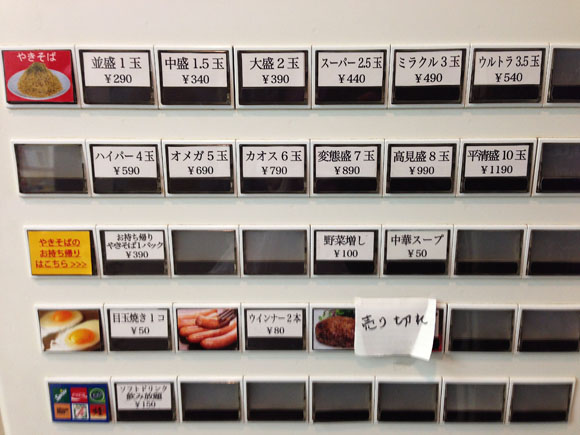 やきそば
並盛1玉
¥290
中盛1.5玉
¥340
大盛2玉
¥390
スーパー2.5玉
¥440
ミラクル3玉
¥490
ウルトラ3.5玉
¥540
ハイパー4玉
¥590
オメガ5玉
¥690
カオス6玉
¥790
変態盛7玉
¥890
高見盛8玉
¥990
平清盛10玉
¥1190
やきそばの
お持ち帰り
はこちら>>>
お持ち帰り
やきそば1パック
¥390
野菜増し
¥100
中華スープ
¥50
目玉焼き1コ
¥50
ウインナー2本
¥80
売り切れ
ソフトドリンク
飲み放題
¥150